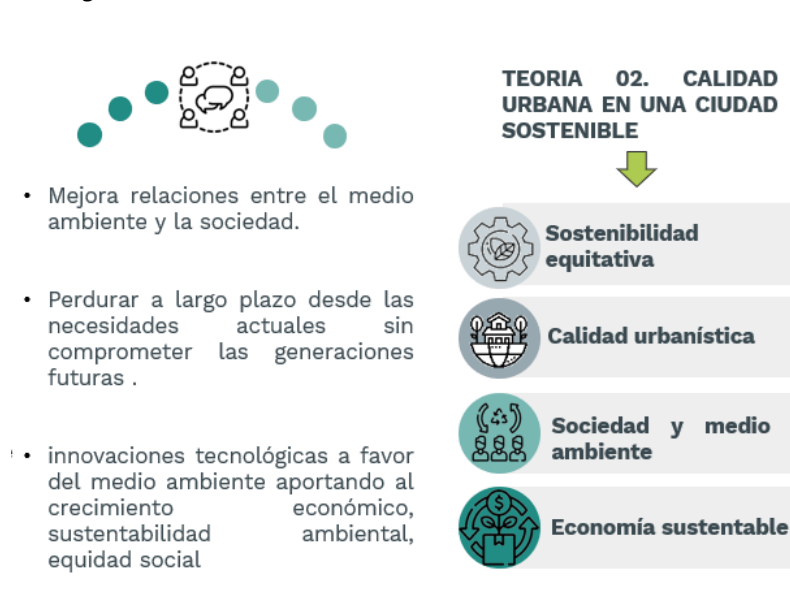 • Mejora relaciones entre el medio
ambiente y la sociedad.
• Perdurar a largo plazo desde las
necesidades actuales sin
comprometer las generaciones
futuras .
• innovaciones tecnológicas a favor
del medio ambiente aportando al
crecimiento económico,
sustentabilidad ambiental,
equidad social
TEORIA 02. CALIDAD
URBANA EN UNA CIUDAD
SOSTENIBLE
Sostenibilidad
equitativa
Calidad urbanística
Sociedad y medio
ambiente
Economía sustentable